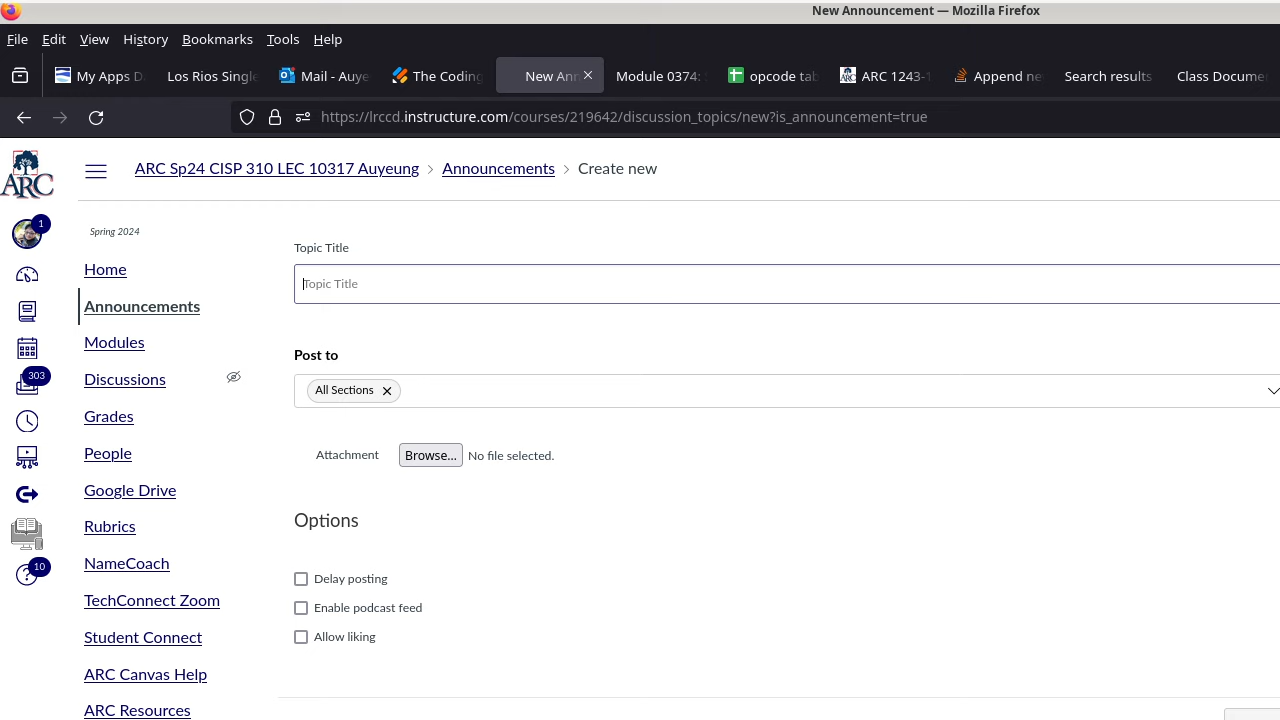 New Announcement — Mozilla Firefox
File Edit View History Bookmarks Tools Help
My Apps D Los Rios Single Mail - Auye The Coding New Ann Module 0374: opcode tab ARC 1243-1 Append ne Search results Class Docume
https://lrccd.instructure.com/courses/219642/discussion_topics/new?is_announcement=true
ARC
ARC Sp24 CISP 310 LEC 10317 Auyeung > Announcements > Create new
1
303
10
Spring 2024
Home
Announcements
Modules
Discussions
Grades
People
Google Drive
Rubrics
NameCoach
TechConnect Zoom
Student Connect
ARC Canvas Help
ARC Resources
Topic Title
Topic Title
Post to
All Sections
Attachment Browse... No file selected.
Options
Delay posting
Enable podcast feed
Allow liking